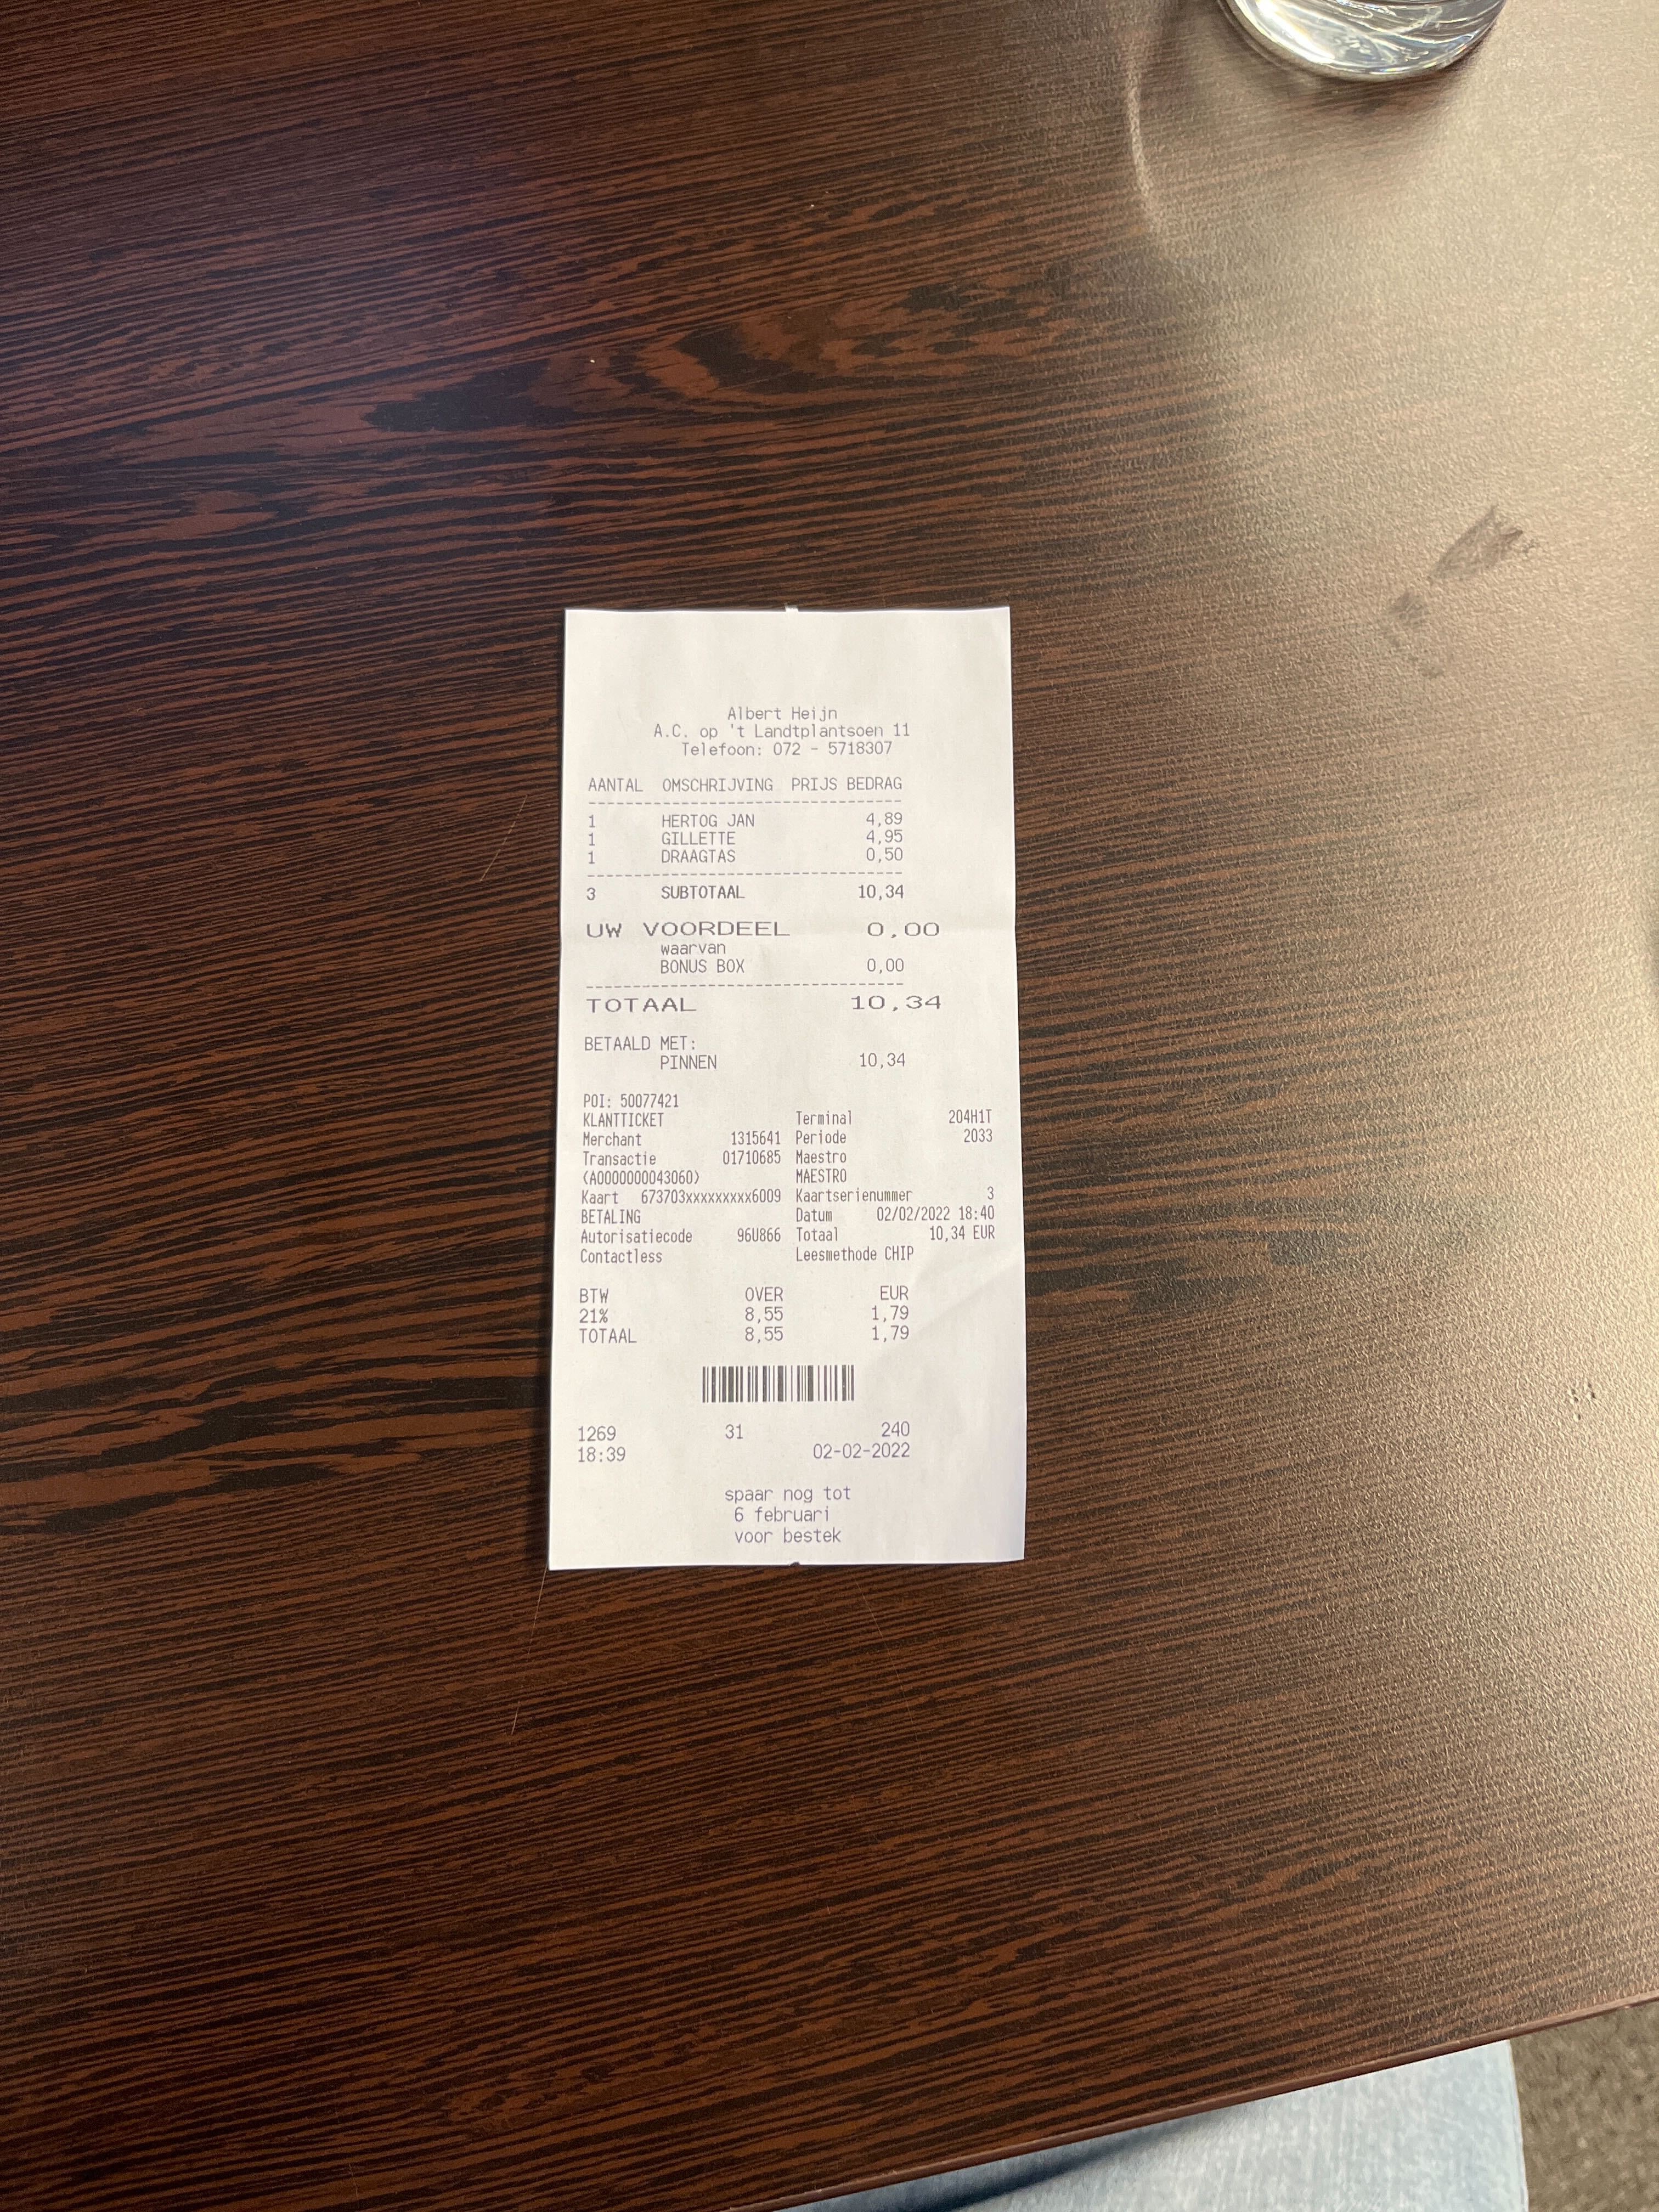 Albert Heijn
A.C. op 't Landtplantsoen 11
Telefoon: 072 - 5718307
AANTAL OMSCHRIJVING PRIJS BEDRAG
1 HERTOG JAN 4,89
1 GILLETTE 4,95
1 DRAAGTAS 0,50
3 SUBTOTAAL 10,34
UW VOORDEEL 0,00
waarvan
BONUS BOX 0,00
TOTAAL 10,34
BETAALD MET:
PINNEN 10,34
POI: 50077421
KLANTTICKET Terminal 204H1T
Merchant 1315641 Periode 2033
Transactie 01710685 Maestro
(A0000000043060) MAESTRO
Kaart 673703xxxxxxxxx6009 Kaartserienummer 3
BETALING Datum 02/02/2022 18:40
Autorisatiecode 96U866 Totaal 10,34 EUR
Contactless Leesmethode CHIP
BTW OVER EUR
21% 8,55 1,79
TOTAAL 8,55 1,79
1269 31 240
18:39 02-02-2022
spaar nog tot
6 februari
voor bestek